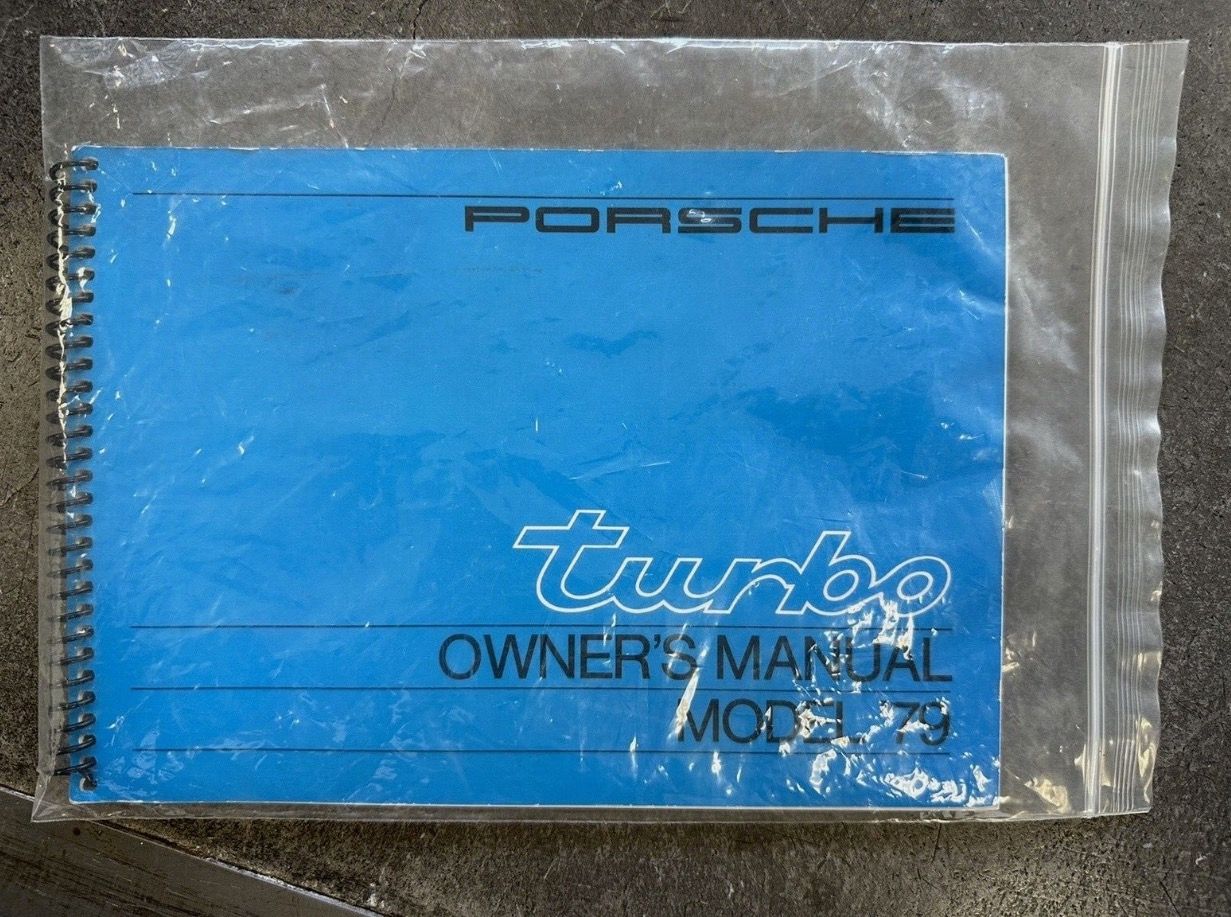 PORSCHE
turbo
OWNER'S MANUAL
MODEL '79